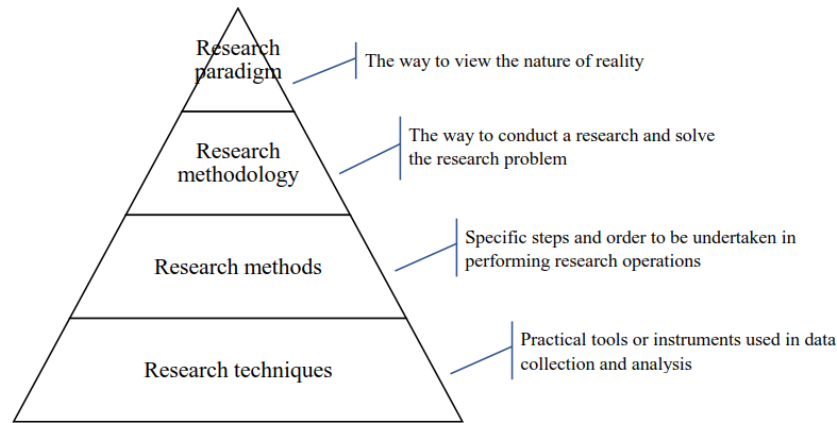 Research
paradigm
The way to view the nature of reality
Research
methodology
The way to conduct a research and solve
the research problem
Research methods
Specific steps and order to be undertaken in
performing research operations
Research techniques
Practical tools or instruments used in data
collection and analysis